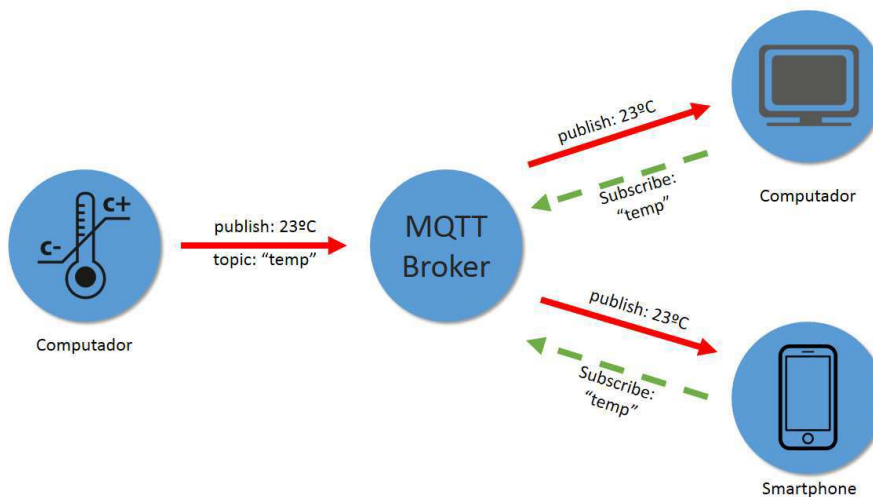 c+
c-
Computador
publish: 23ºC
topic: “temp”
MQTT
Broker
publish: 23ºC
Subscribe:
“temp”
Computador
publish: 23ºC
Subscribe:
“temp”
Smartphone